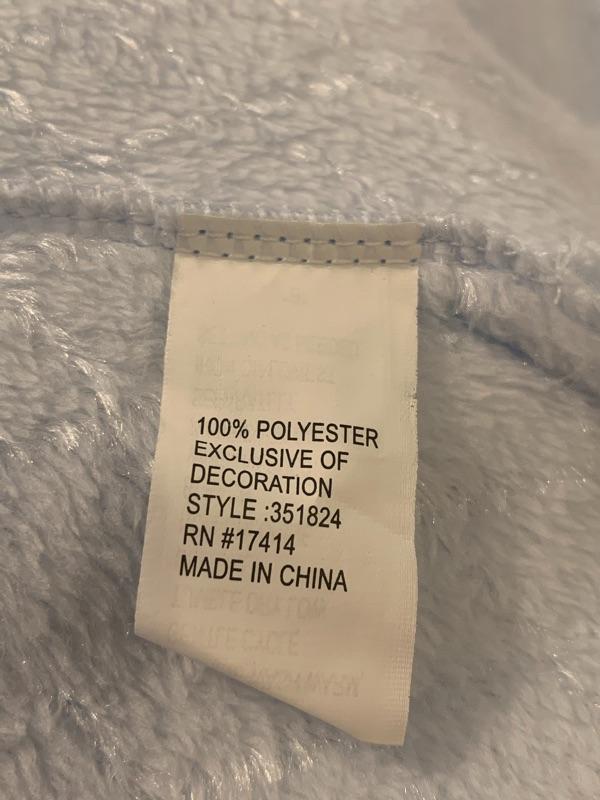 100% POLYESTER
EXCLUSIVE OF
DECORATION
STYLE :351824
RN #17414
MADE IN CHINA